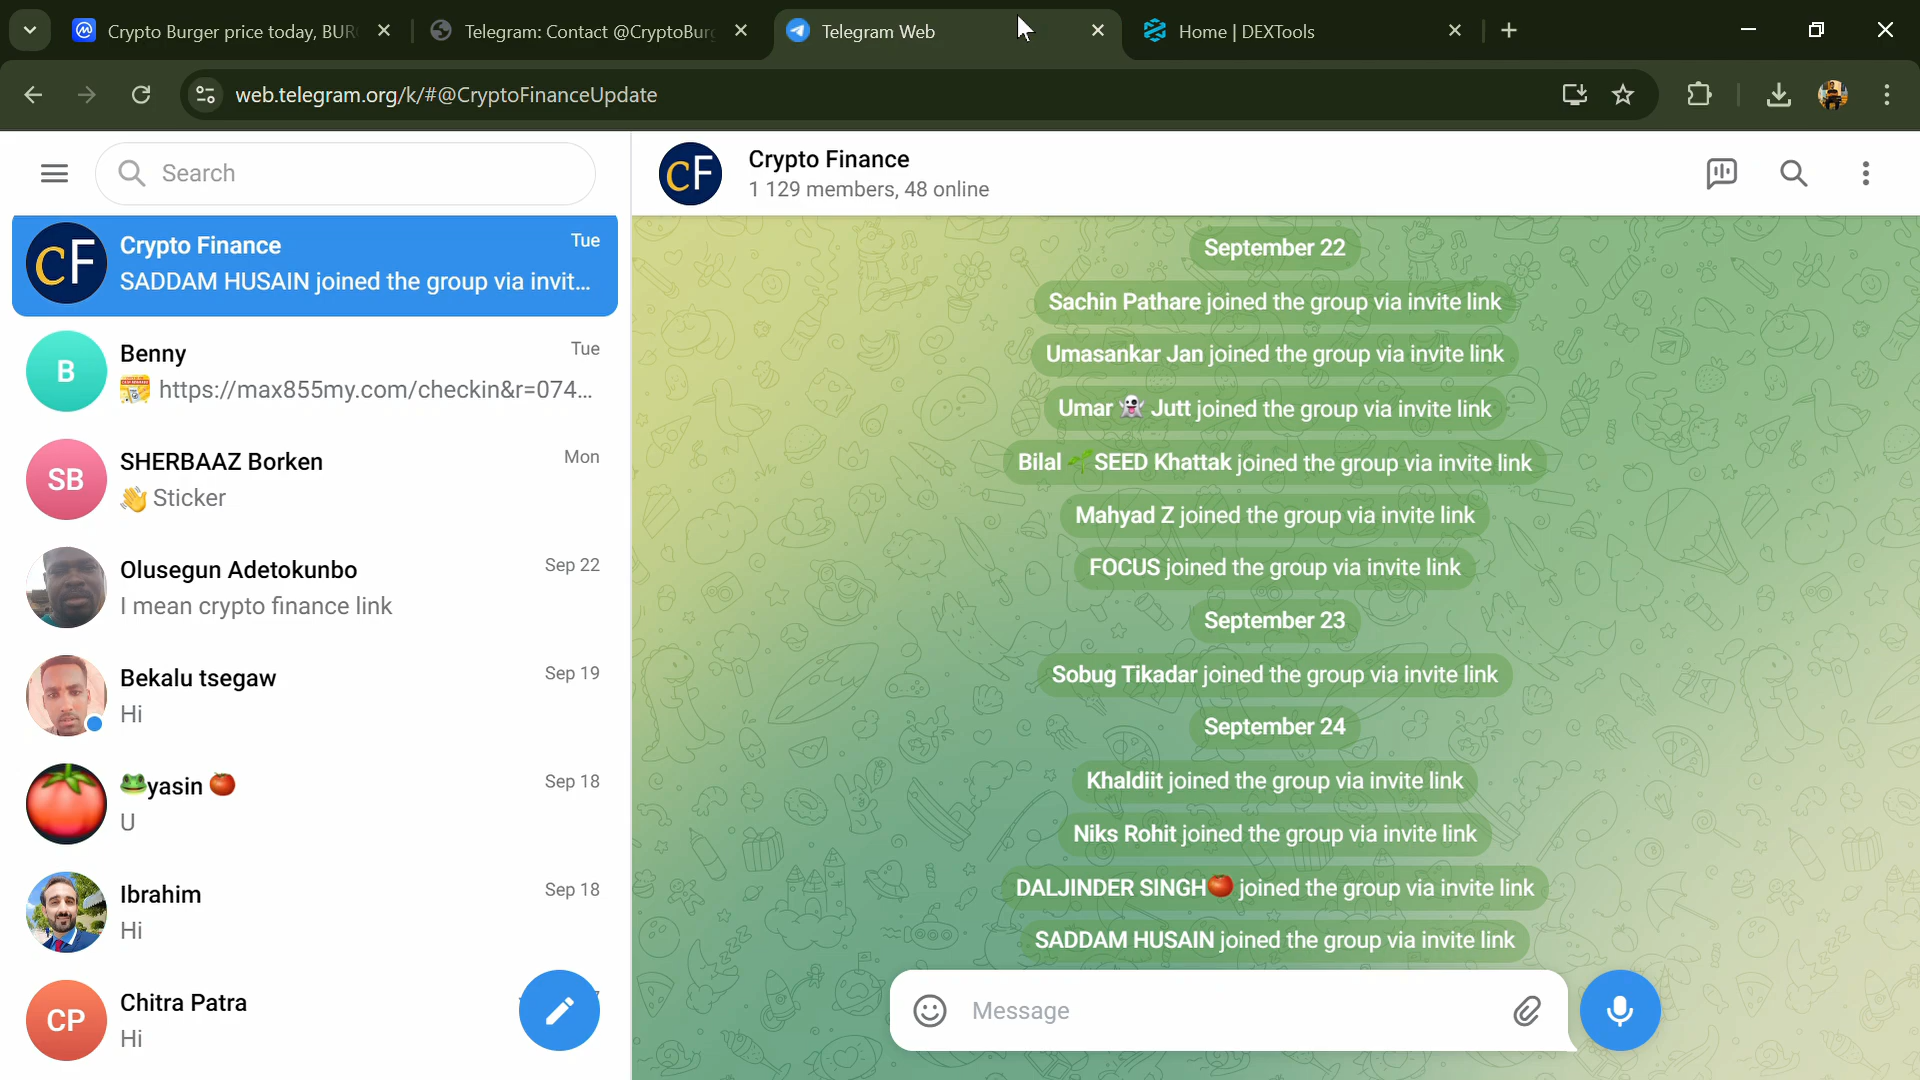 Crypto Burger price today, BUR
Telegram: Contact @CryptoBurg
Telegram Web
Home | DEXTools
web.telegram.org/k/#@CryptoFinanceUpdate
Search
CF
Crypto Finance
Tue
SADDAM HUSAIN joined the group via invit...
B
Benny
Tue
https://max855my.com/checkin&r=074...
SB
SHERBAAZ Borken
Mon
👋 Sticker
Olusegun Adetokunbo
Sep 22
I mean crypto finance link
Bekalu tsegaw
Sep 19
Hi
🐸yasin 🍅
Sep 18
U
Ibrahim
Sep 18
Hi
CP
Chitra Patra
Hi
CF
Crypto Finance
1 129 members, 48 online
September 22
Sachin Pathare joined the group via invite link
Umasankar Jan joined the group via invite link
Umar 👻 Jutt joined the group via invite link
Bilal 🌱SEED Khattak joined the group via invite link
Mahyad Z joined the group via invite link
FOCUS joined the group via invite link
September 23
Sobug Tikadar joined the group via invite link
September 24
Khaldiit joined the group via invite link
Niks Rohit joined the group via invite link
DALJINDER SINGH🍅 joined the group via invite link
SADDAM HUSAIN joined the group via invite link
Message